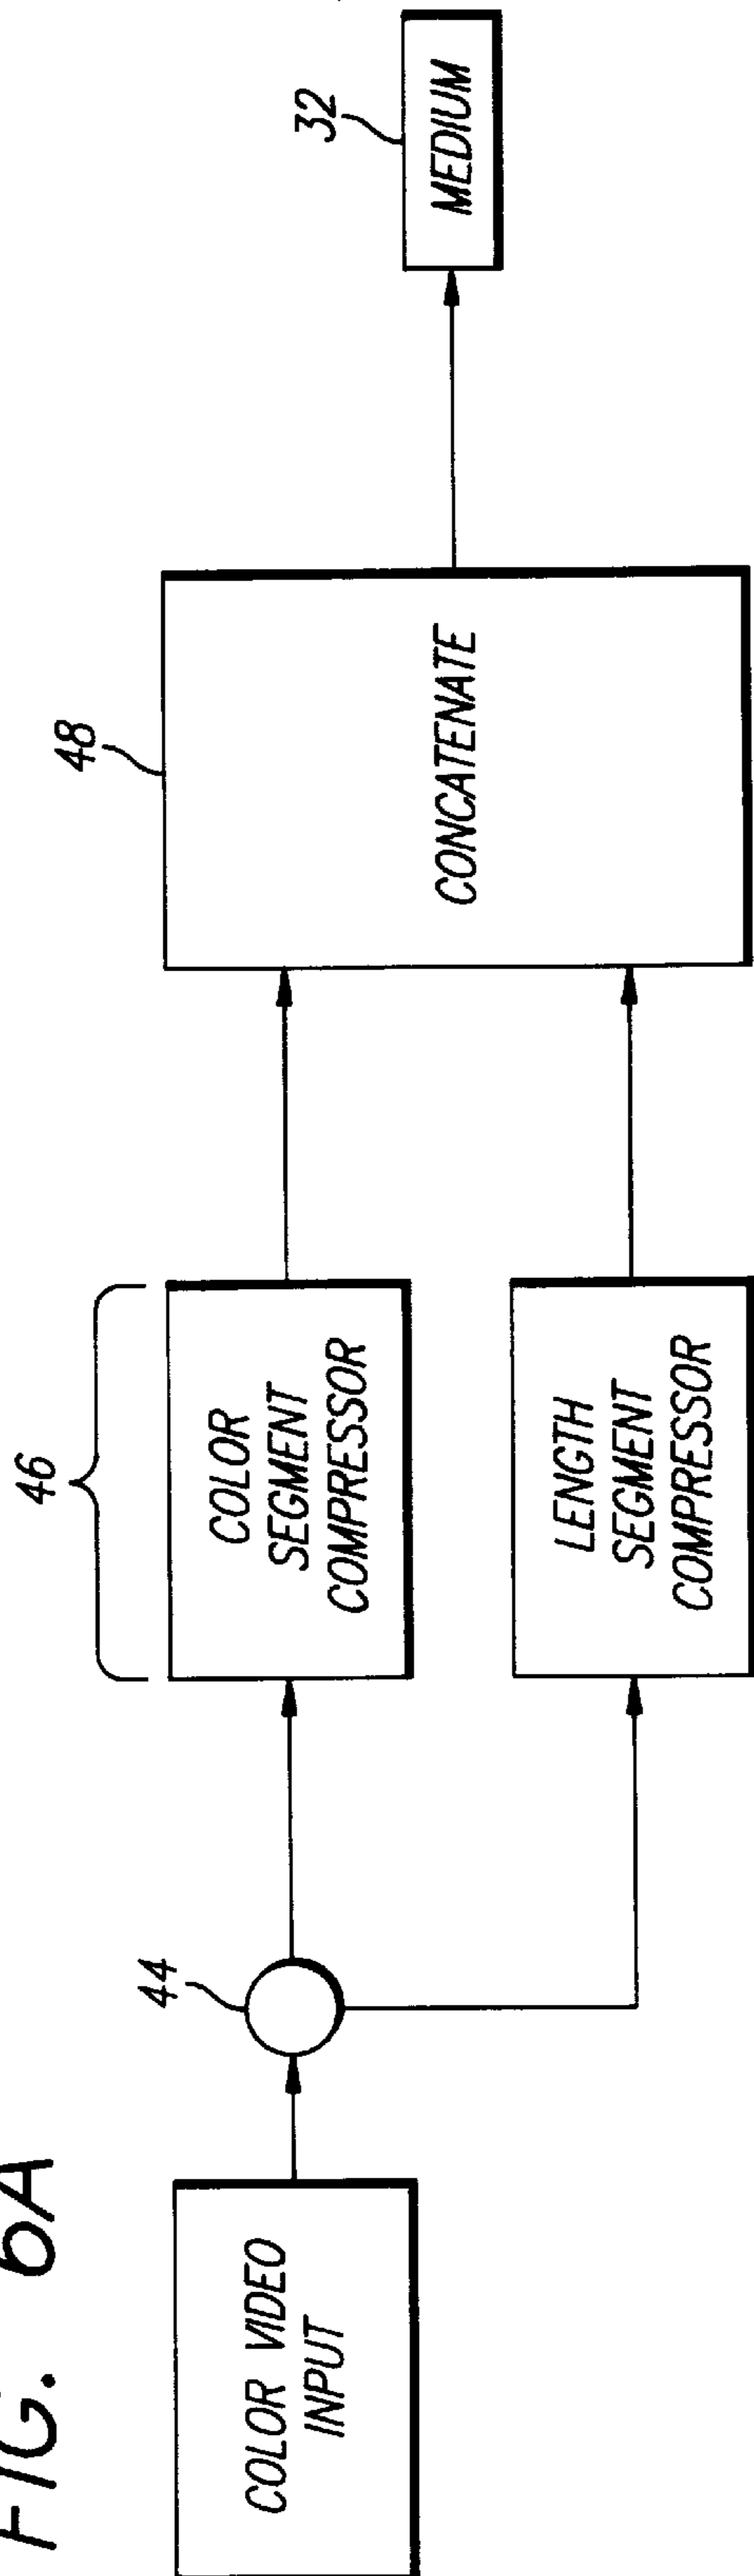 FIG. 6A
COLOR VIDEO
INPUT
44
46
COLOR
SEGMENT
COMPRESSOR
LENGTH
SEGMENT
COMPRESSOR
48
CONCATENATE
32
MEDIUM